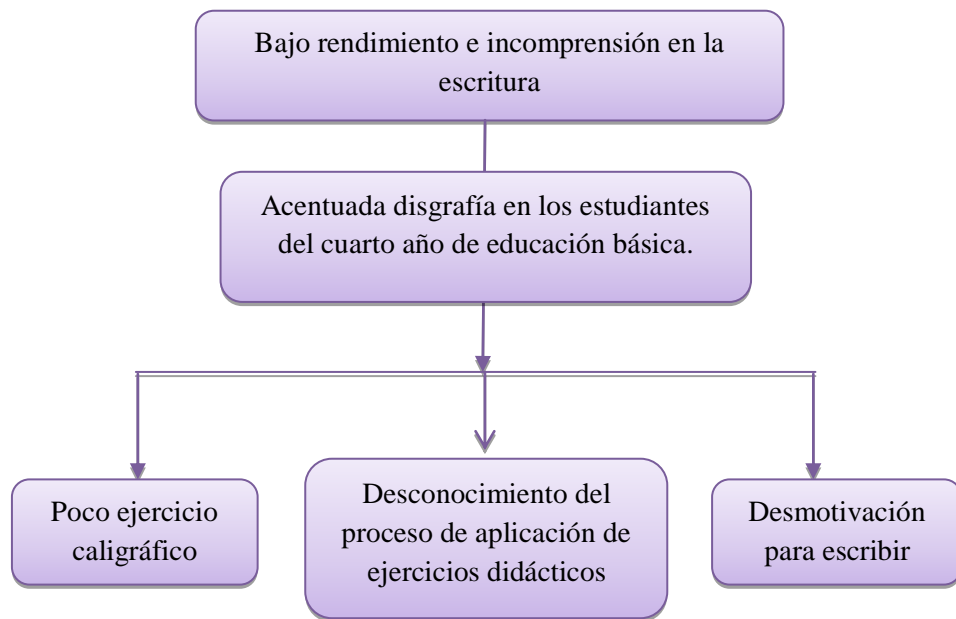 Bajo rendimiento e incomprensión en la
escritura
Acentuada disgrafía en los estudiantes
del cuarto año de educación básica.
Poco ejercicio
caligráfico
Desconocimiento del
proceso de aplicación de
ejercicios didácticos
Desmotivación
para escribir